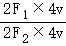 2F₁ × 4v
2F₂ × 4v